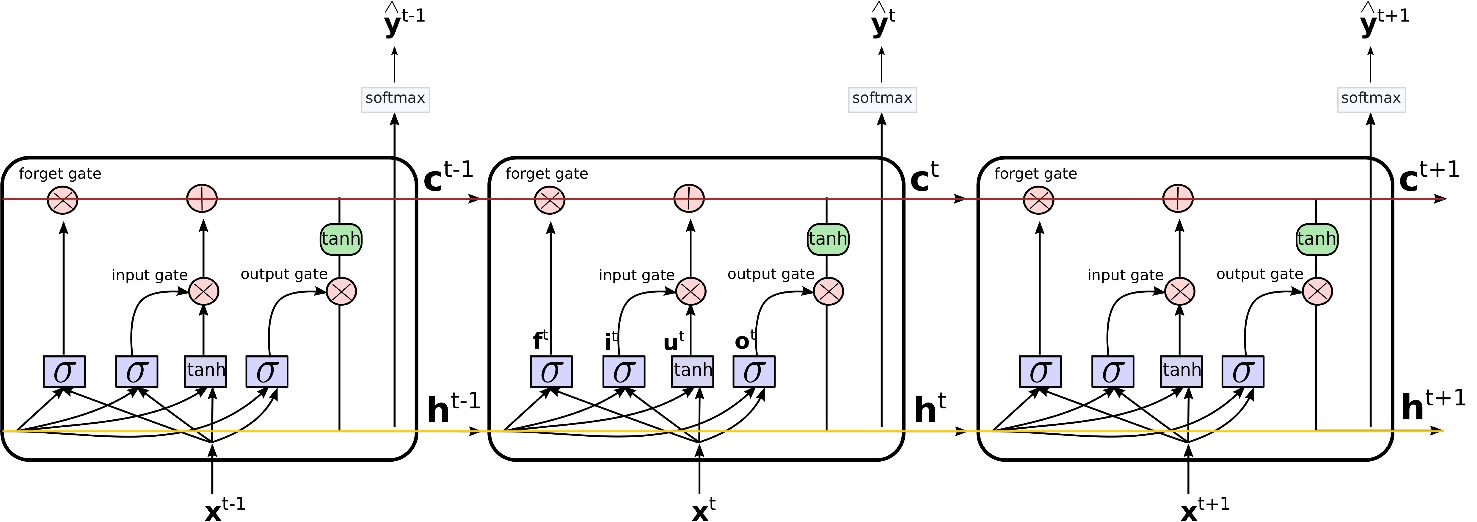 ŷt-1 ŷt ŷt+1
softmax softmax softmax
forget gate forget gate forget gate
ct-1 ct ct+1
tanh tanh tanh
input gate output gate input gate output gate input gate output gate
ft it ut ot
σ σ tanh σ σ σ tanh σ σ σ tanh σ
ht-1 ht ht+1
xt-1 xt xt+1